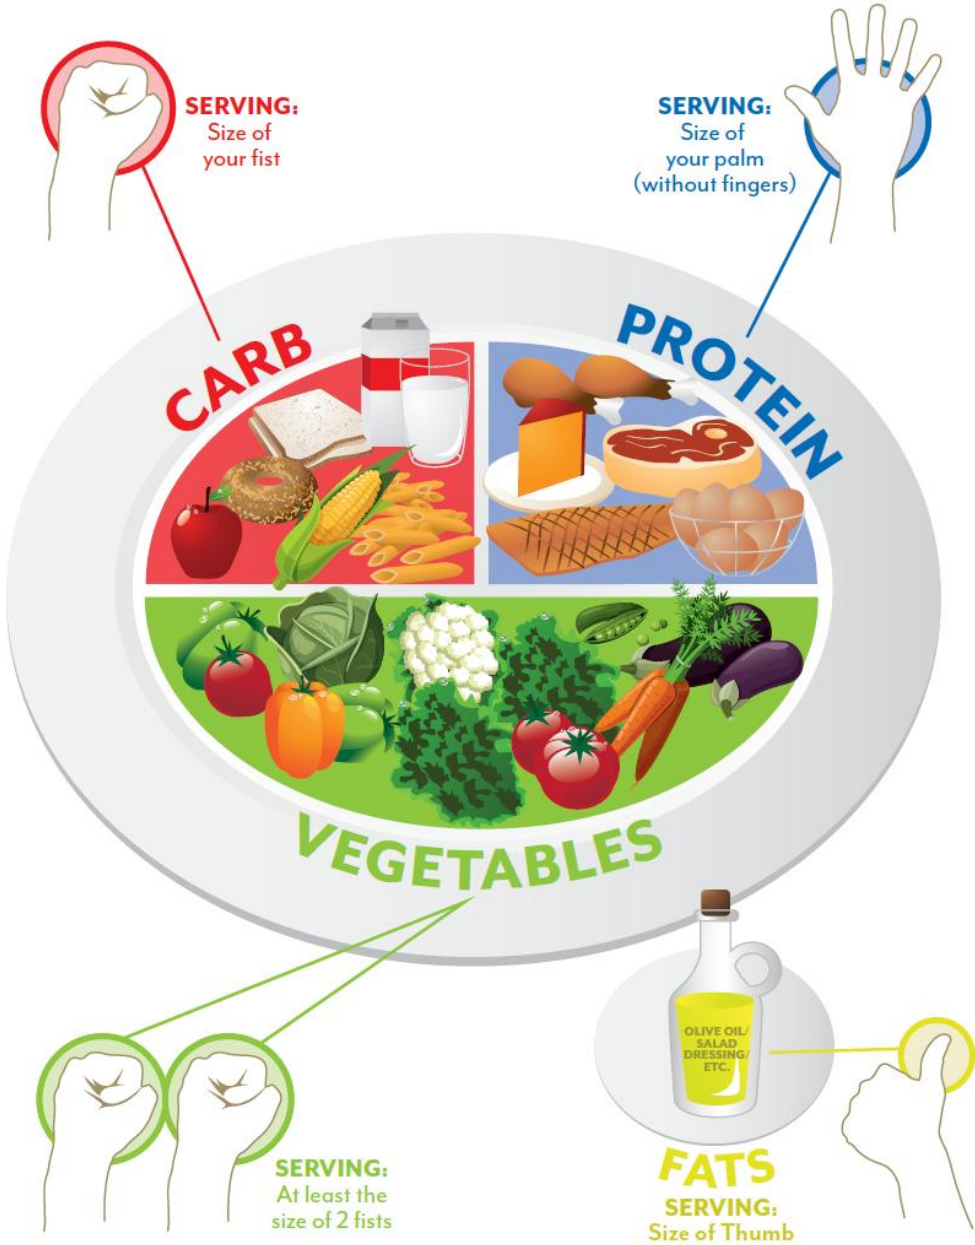 SERVING:
Size of
your fist
SERVING:
Size of
your palm
(without fingers)
CARB
PROTEIN
VEGETABLES
OLIVE OIL/
SALAD
DRESSING/
ETC.
SERVING:
At least the
size of 2 fists
FATS
SERVING:
Size of Thumb